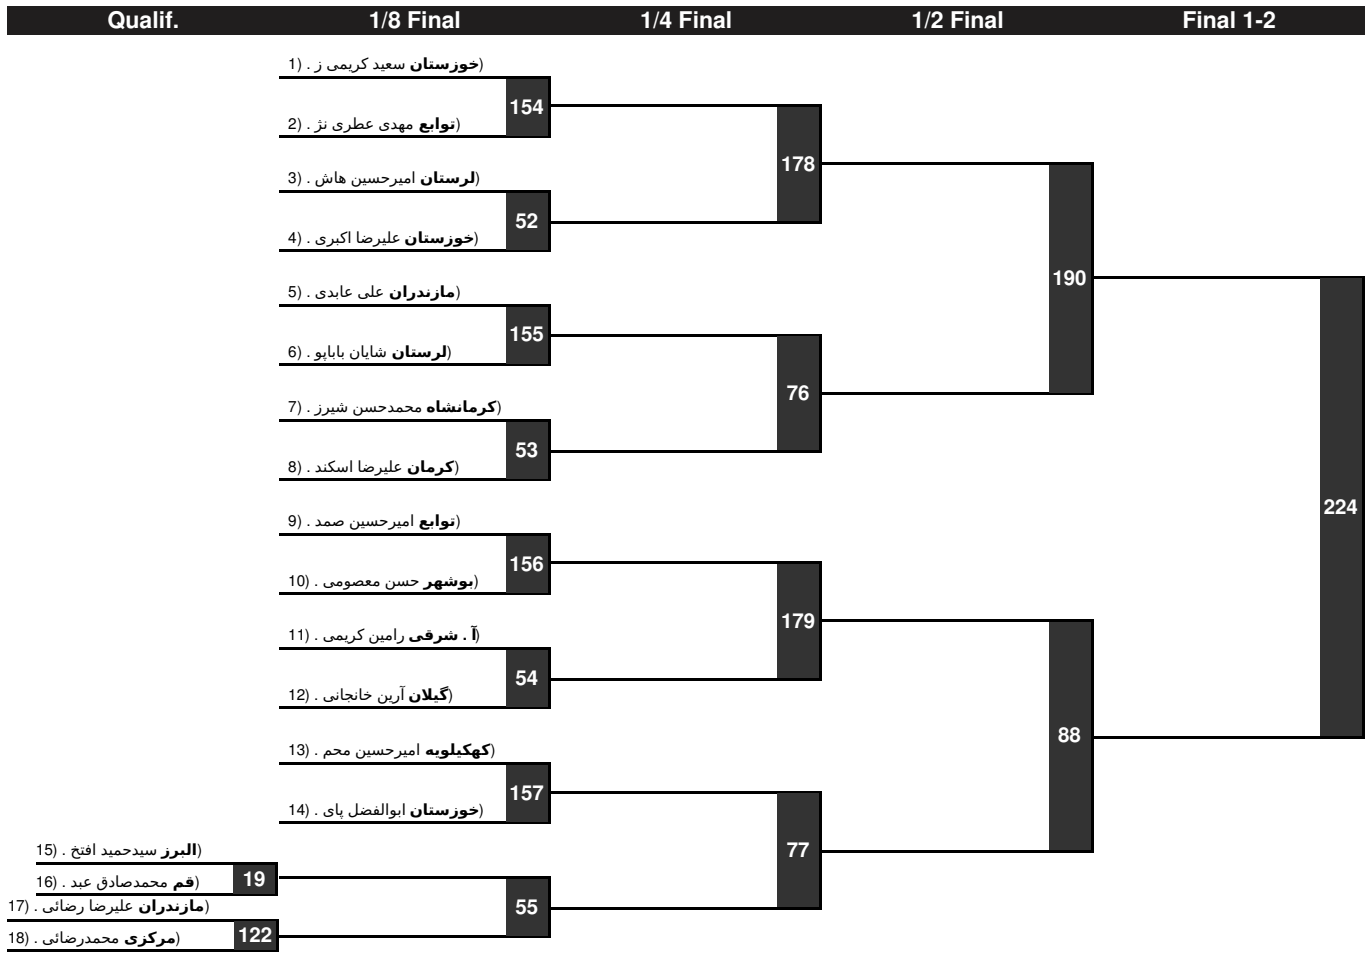 Qualif. 1/8 Final 1/4 Final 1/2 Final Final 1-2
1) . سعید کریمی ز خوزستان)
154
2) . مهدی عطری نژ توابع)
178
3) . امیرحسین هاش لرستان)
52
4) . علیرضا اکبری خوزستان)
190
5) . علی عابدی مازندران)
155
6) . شایان باباپو لرستان)
76
7) . محمدحسن شیرز کرمانشاه)
53
8) . علیرضا اسکند کرمان)
224
9) . امیرحسین صمد توابع)
156
10) . حسن معصومی بوشهر)
179
11) . رامین کریمی آ . شرقی)
54
12) . آرین خانجانی گیلان)
88
13) . امیرحسین محم کهکیلویه)
157
14) . ابوالفضل پای خوزستان)
77
15) . سیدحمید افتخ البرز)
19
16) . محمدصادق عبد قم)
55
17) . علیرضا رضائی مازندران)
122
18) . محمدرضائی مرکزی)